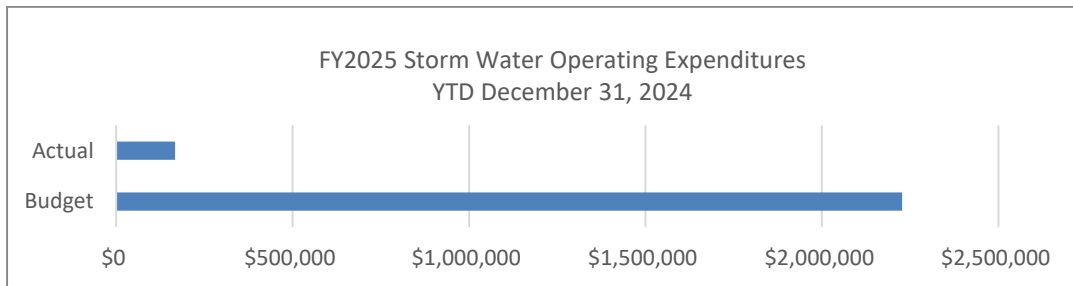 FY2025 Storm Water Operating Expenditures
YTD December 31, 2024
Actual
Budget
$0 $500,000 $1,000,000 $1,500,000 $2,000,000 $2,500,000